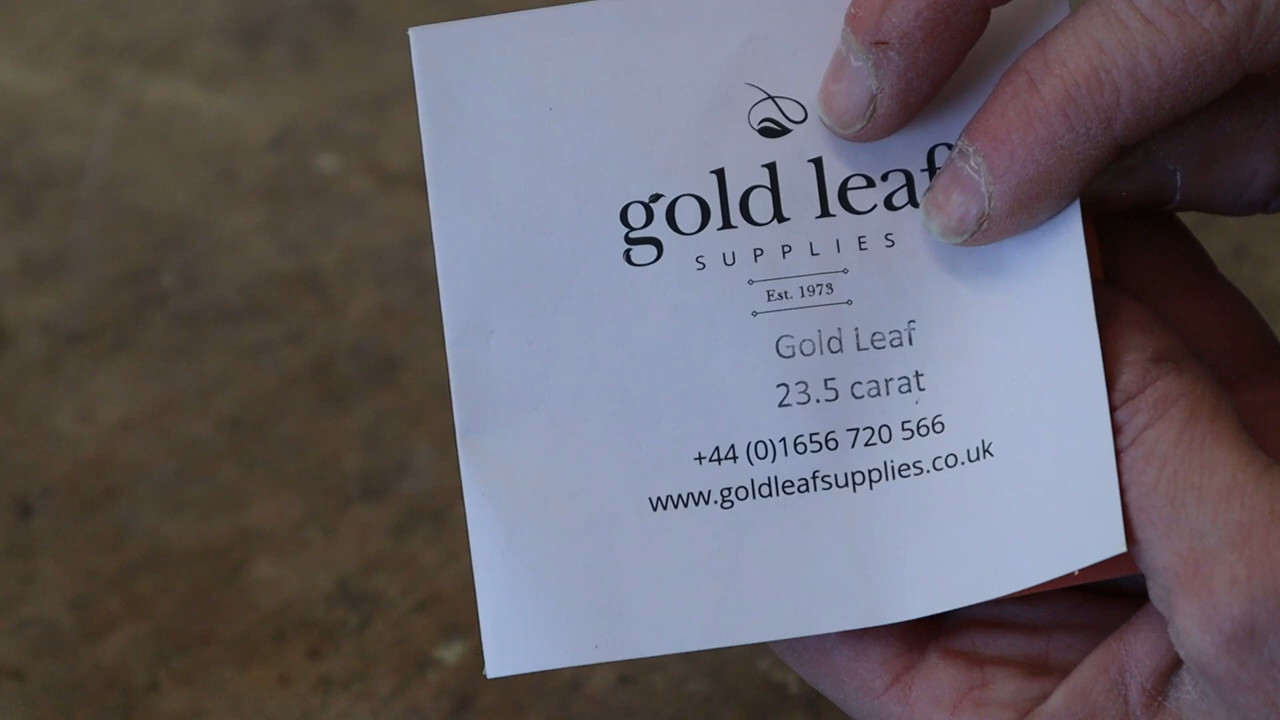 gold leaf
SUPPLIES
Est. 1973
Gold Leaf
23.5 carat
+44 (0)1656 720 566
www.goldleafsupplies.co.uk